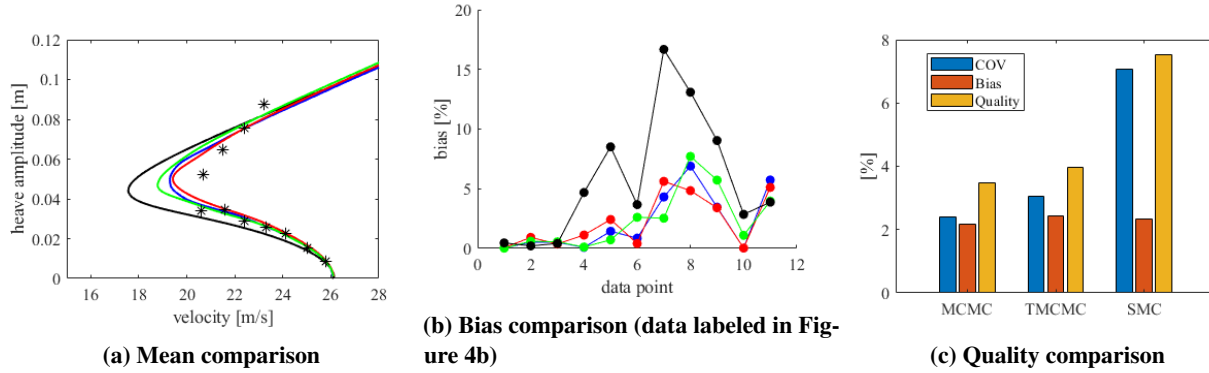 0.12
0.1
0.08
0.06
0.04
0.02
0
heave amplitude [m]
16 18 20 22 24 26 28
velocity [m/s]
(a) Mean comparison
20
15
10
5
0
bias [%]
0 2 4 6 8 10 12
data point
(b) Bias comparison (data labeled in Fig-
ure 4b)
8
6
4
2
0
[%]
COV
Bias
Quality
MCMC TMCMC SMC
(c) Quality comparison